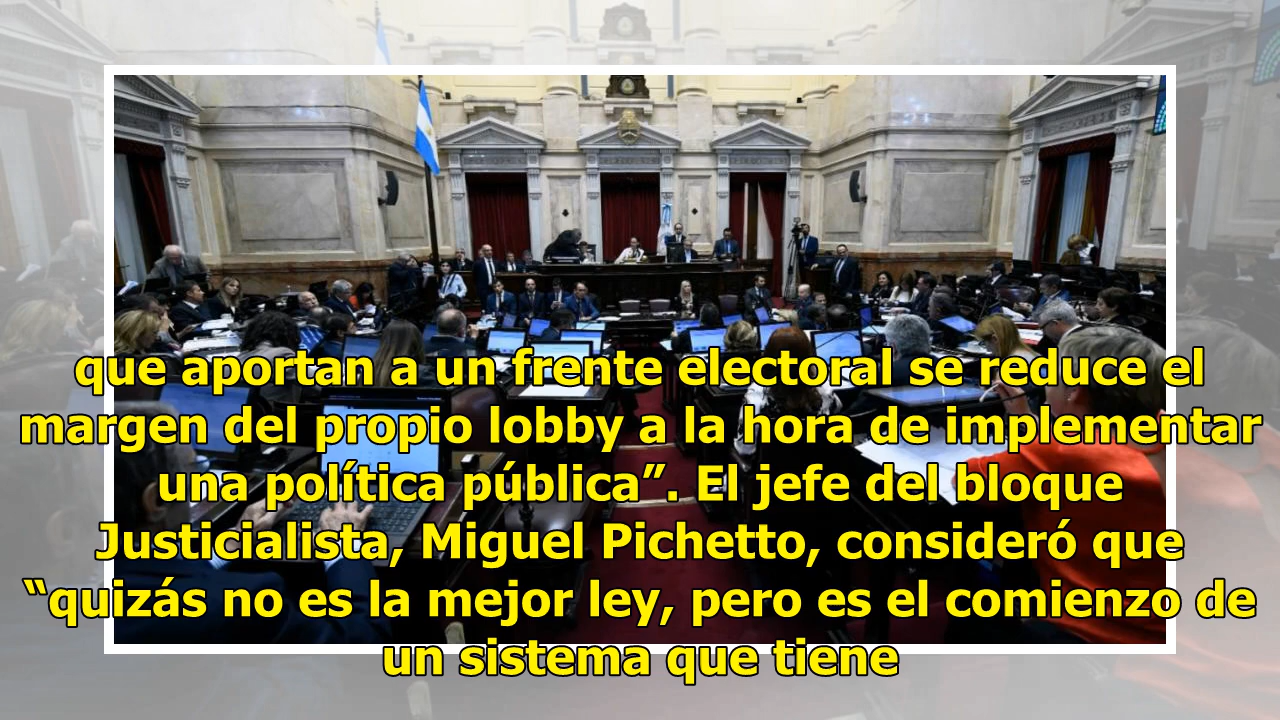 que aportan a un frente electoral se reduce el
margen del propio lobby a la hora de implementar
una política pública”. El jefe del bloque
Justicialista, Miguel Pichetto, consideró que
“quizás no es la mejor ley, pero es el comienzo de
un sistema que tiene